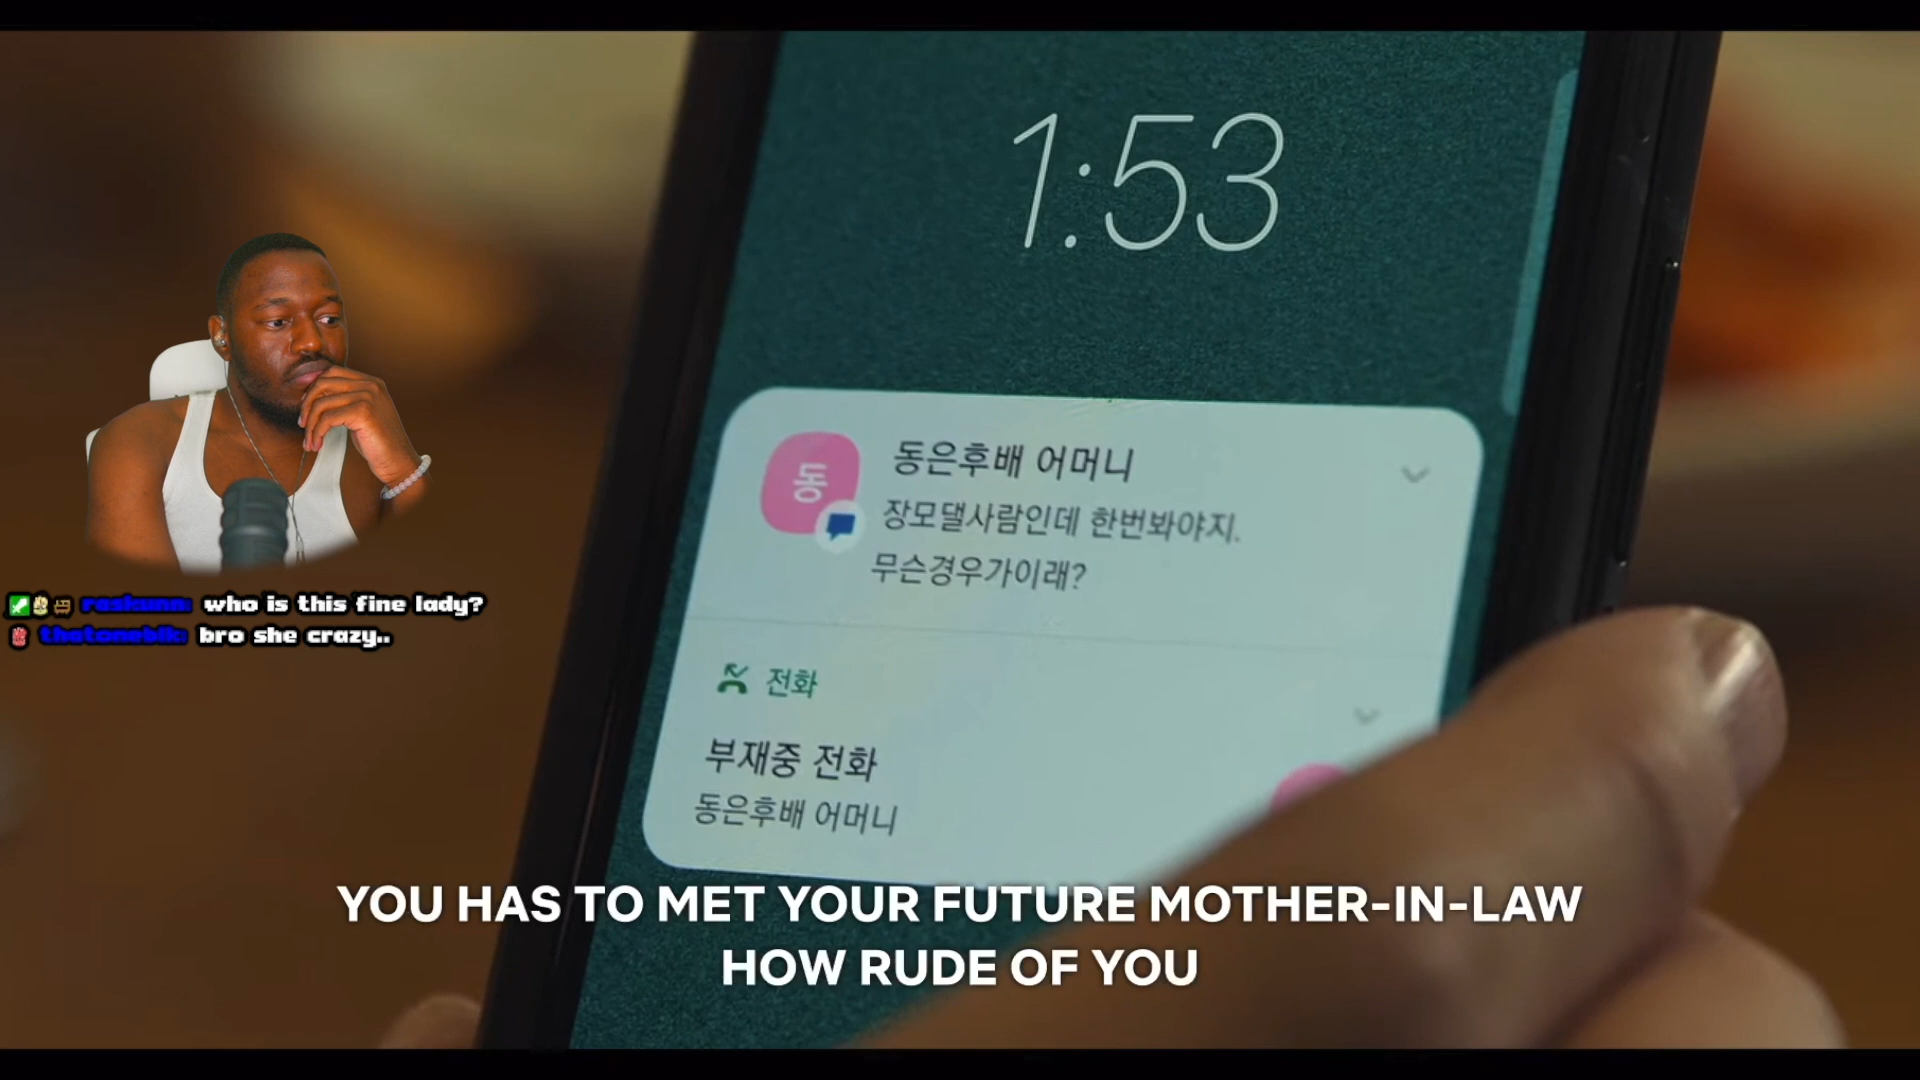 1:53
동
동은후배 어머니
장모댈사람인데 한번봐야지.
무슨경우가이래?
전화
부재중 전화
동은후배 어머니
raskunn: who is this fine lady?
thatoneblk: bro she crazy..
YOU HAS TO MET YOUR FUTURE MOTHER-IN-LAW
HOW RUDE OF YOU